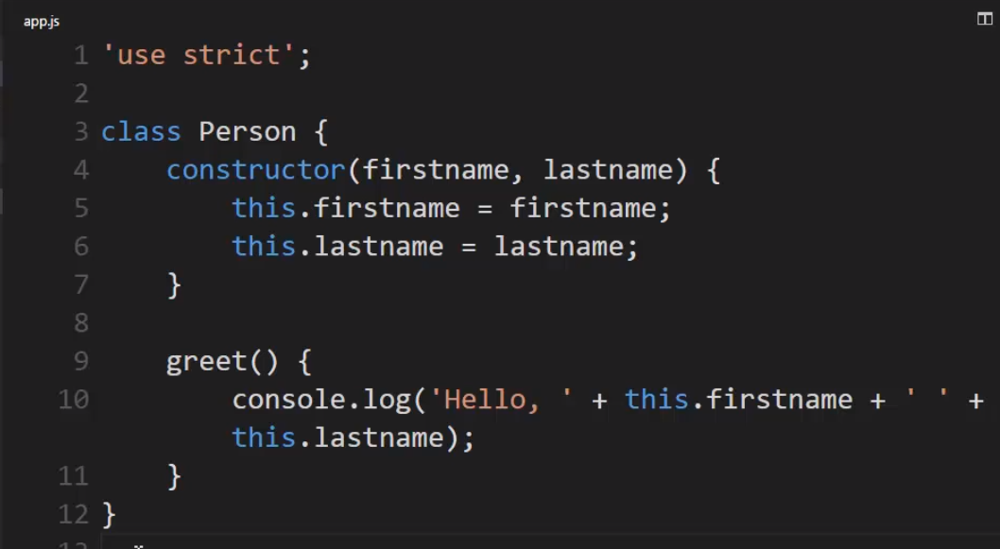 app.js
1 'use strict';
2
3 class Person {
4     constructor(firstname, lastname) {
5         this.firstname = firstname;
6         this.lastname = lastname;
7     }
8
9     greet() {
10         console.log('Hello, ' + this.firstname + ' ' +
        this.lastname);
11     }
12 }
13